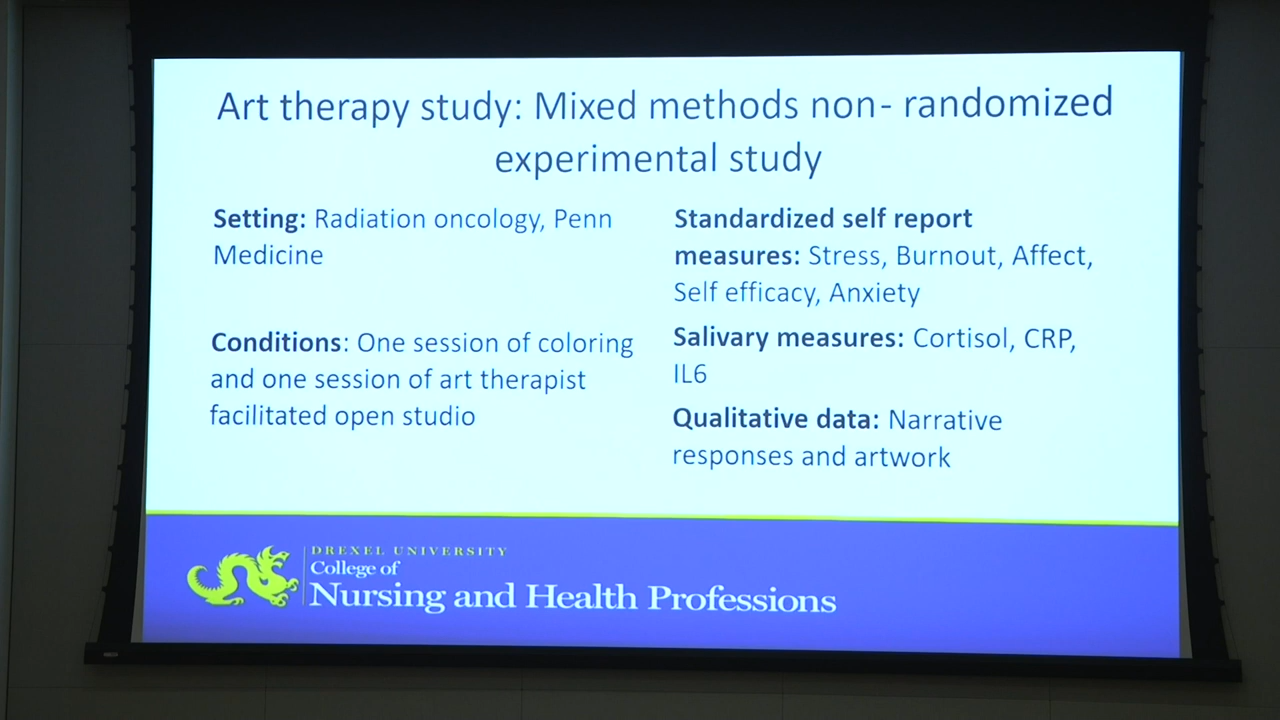 Art therapy study: Mixed methods non- randomized
experimental study
Setting: Radiation oncology, Penn
Medicine
Conditions: One session of coloring
and one session of art therapist
facilitated open studio
Standardized self report
measures: Stress, Burnout, Affect,
Self efficacy, Anxiety
Salivary measures: Cortisol, CRP,
IL6
Qualitative data: Narrative
responses and artwork
DREXEL UNIVERSITY
College of
Nursing and Health Professions